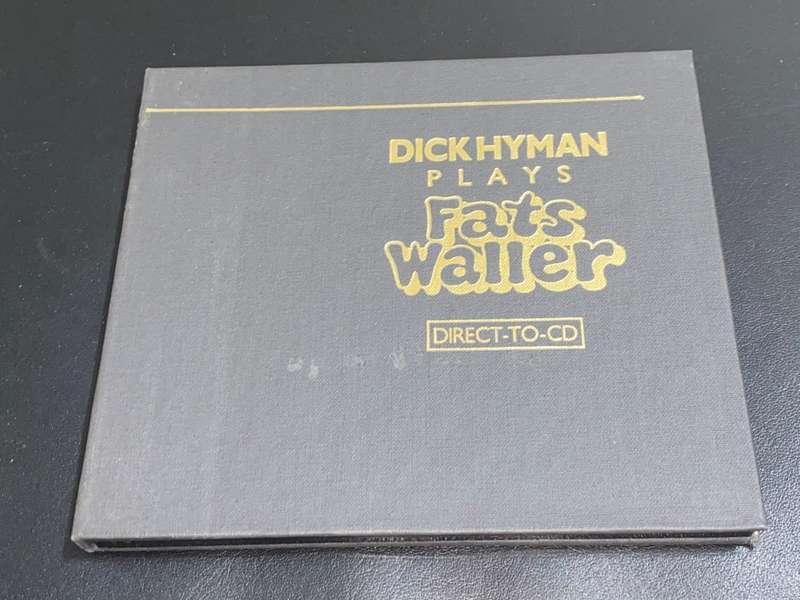 DICK HYMAN
PLAYS
Fats
Waller
DIRECT-TO-CD